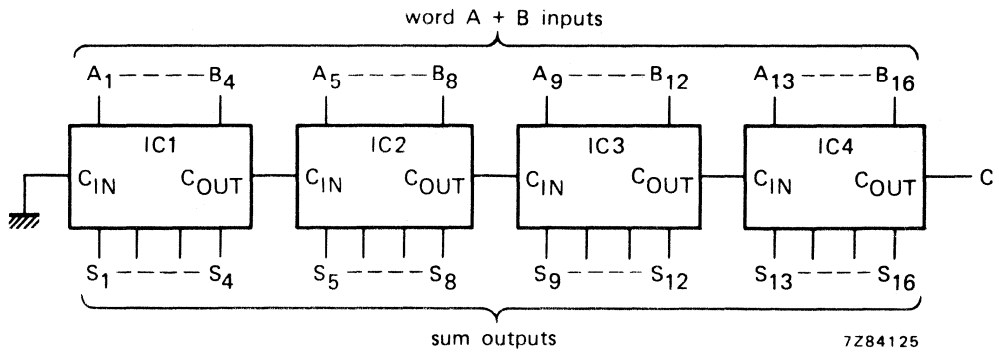 word A + B inputs
A1 ---- B4 A5 ---- B8 A9 ---- B12 A13 ---- B16
IC1 IC2 IC3 IC4
CIN COUT CIN COUT CIN COUT CIN COUT C
S1 ---- S4 S5 ---- S8 S9 ---- S12 S13 ---- S16
sum outputs
7Z84125